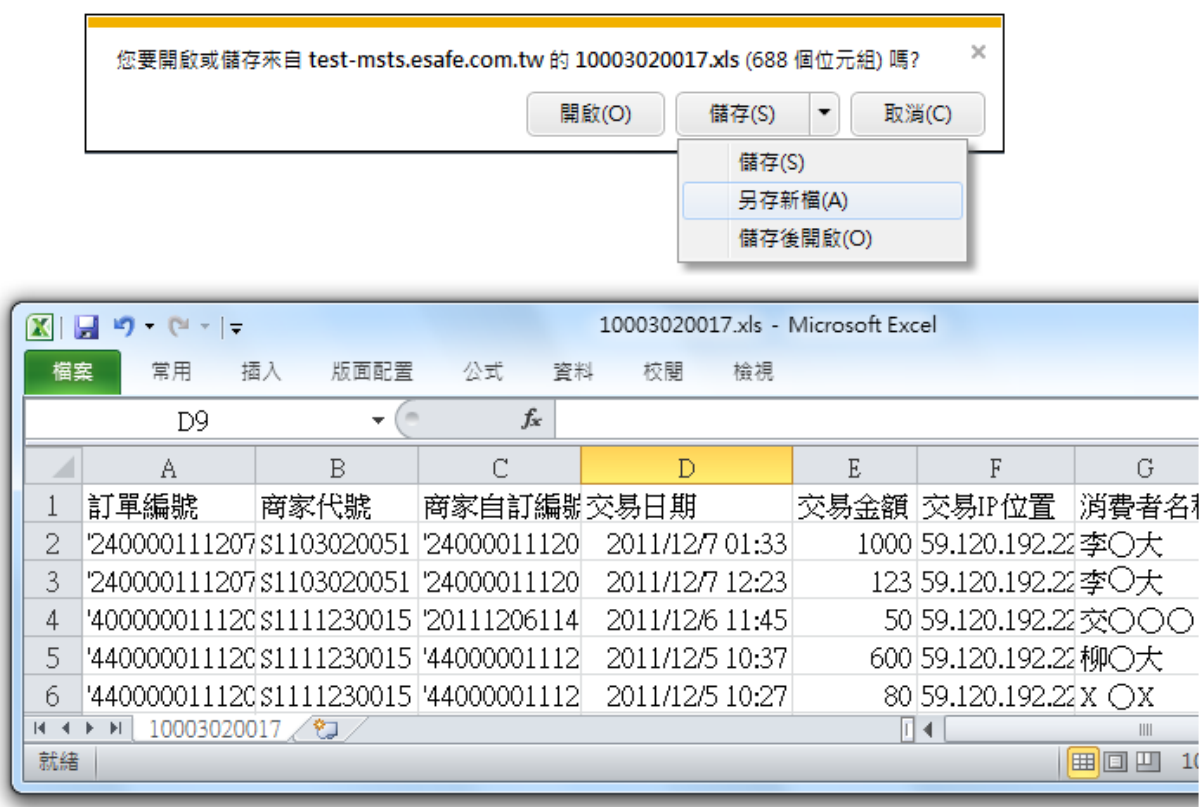 您要開啟或儲存來自 test-msts.esafe.com.tw 的 10003020017.xls (688 個位元組) 嗎? ×
開啟(O) 儲存(S) 取消(C)
儲存(S)
另存新檔(A)
儲存後開啟(O)
10003020017.xls - Microsoft Excel
檔案 常用 插入 版面配置 公式 資料 校閱 檢視
D9 fx
A B C D E F G
1 訂單編號 商家代號 商家自訂編號 交易日期 交易金額 交易IP位置 消費者名稱
2 '240000111207 S1103020051 '24000011120 2011/12/7 01:33 1000 59.120.192.22 李○大
3 '240000111207 S1103020051 '24000011120 2011/12/7 12:23 123 59.120.192.22 李○大
4 '400000011120 S1111230015 '20111206114 2011/12/6 11:45 50 59.120.192.22 交○○○
5 '440000011120 S1111230015 '44000001112 2011/12/5 10:37 600 59.120.192.22 柳○大
6 '440000011120 S1111230015 '44000001112 2011/12/5 10:27 80 59.120.192.22 X ○X
10003020017
就緒 10